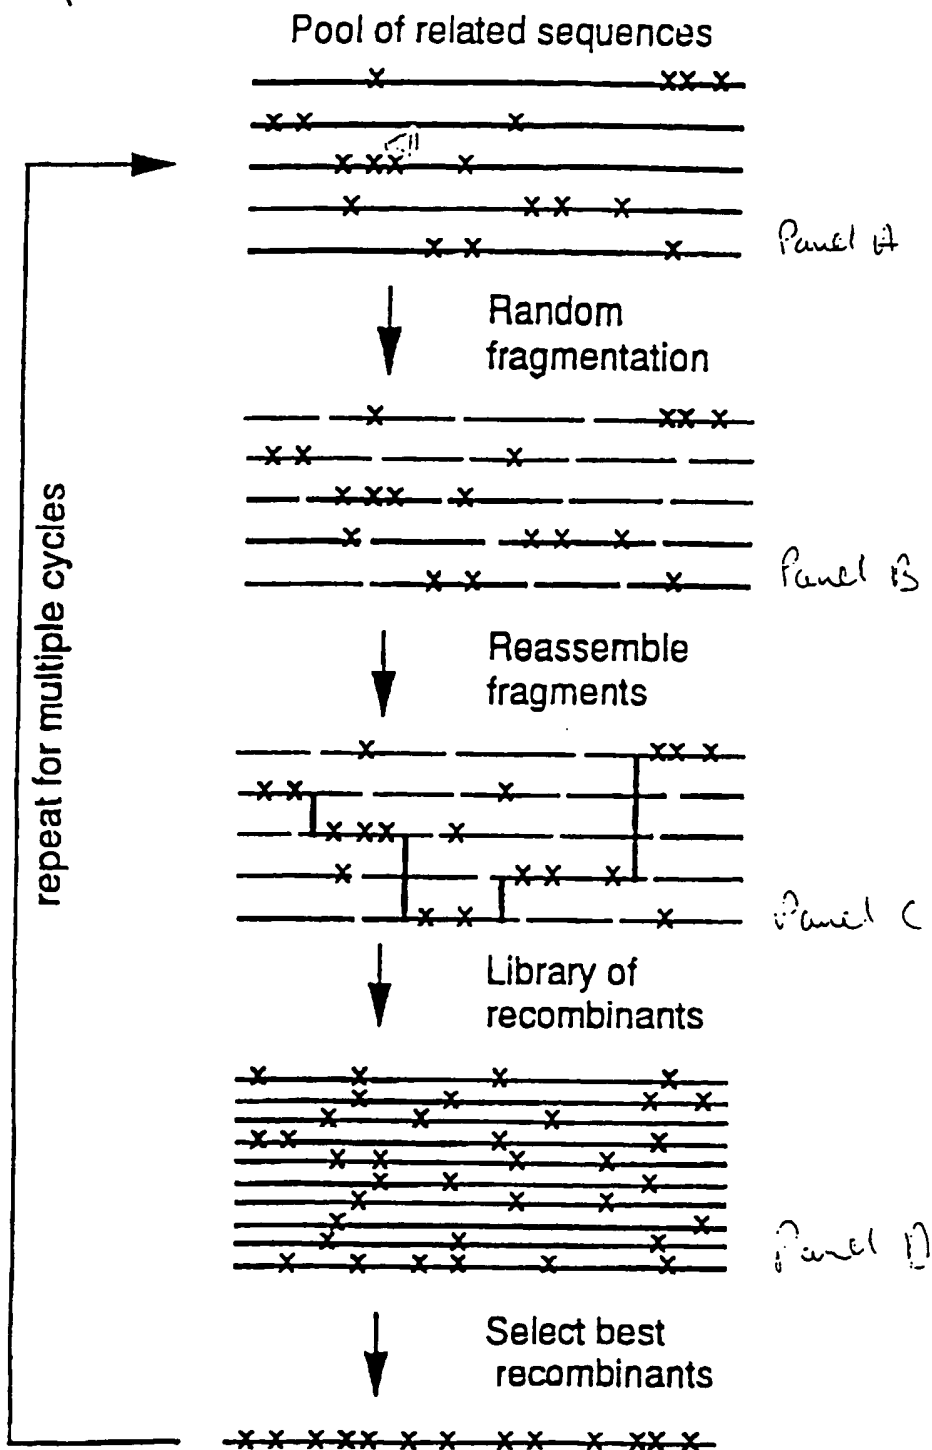 Pool of related sequences
Panel A
Random
fragmentation
Panel B
Reassemble
fragments
repeat for multiple cycles
Panel C
Library of
recombinants
Panel D
Select best
recombinants